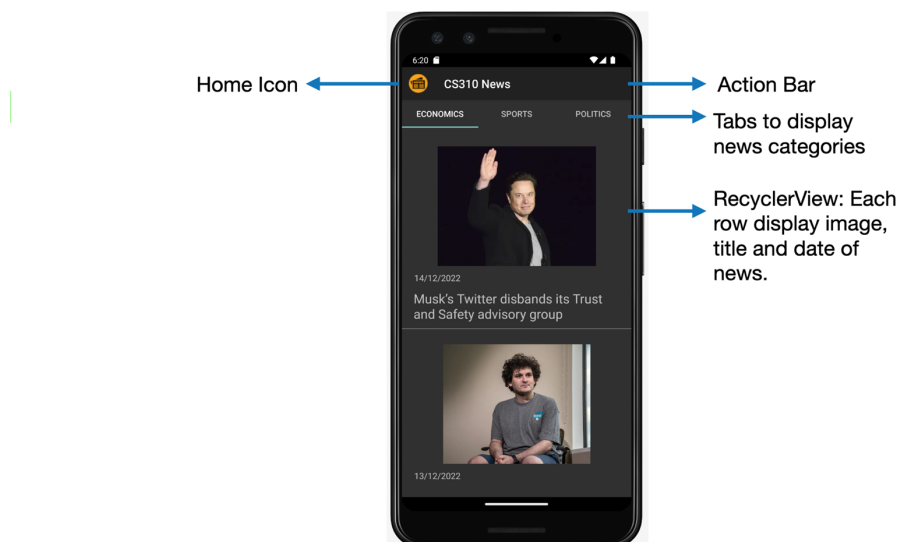 6:20
Home Icon
CS310 News
Action Bar
ECONOMICS SPORTS POLITICS
Tabs to display
news categories
RecyclerView: Each
row display image,
title and date of
news.
14/12/2022
Musk's Twitter disbands its Trust
and Safety advisory group
13/12/2022